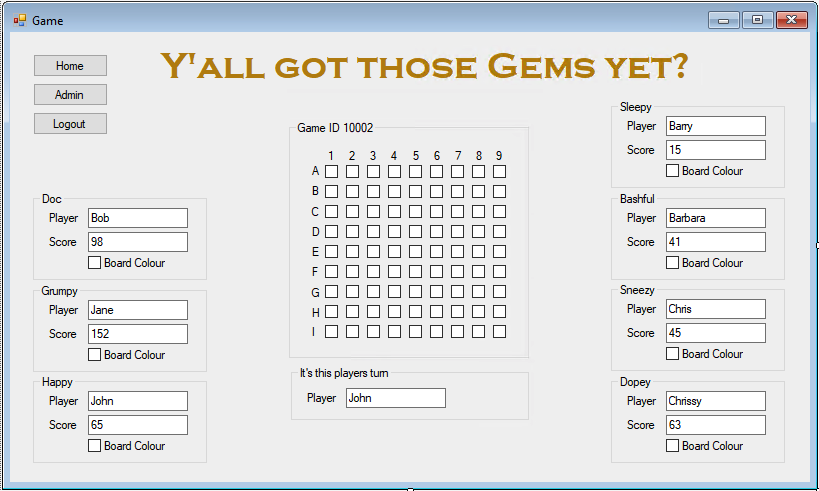 Game
Y'all got those Gems yet?
Home
Admin
Logout
Doc
Player Bob
Score 98
Board Colour
Grumpy
Player Jane
Score 152
Board Colour
Happy
Player John
Score 65
Board Colour
Game ID 10002
1 2 3 4 5 6 7 8 9
A
B
C
D
E
F
G
H
I
It's this players turn
Player John
Sleepy
Player Barry
Score 15
Board Colour
Bashful
Player Barbara
Score 41
Board Colour
Sneezy
Player Chris
Score 45
Board Colour
Dopey
Player Chrissy
Score 63
Board Colour